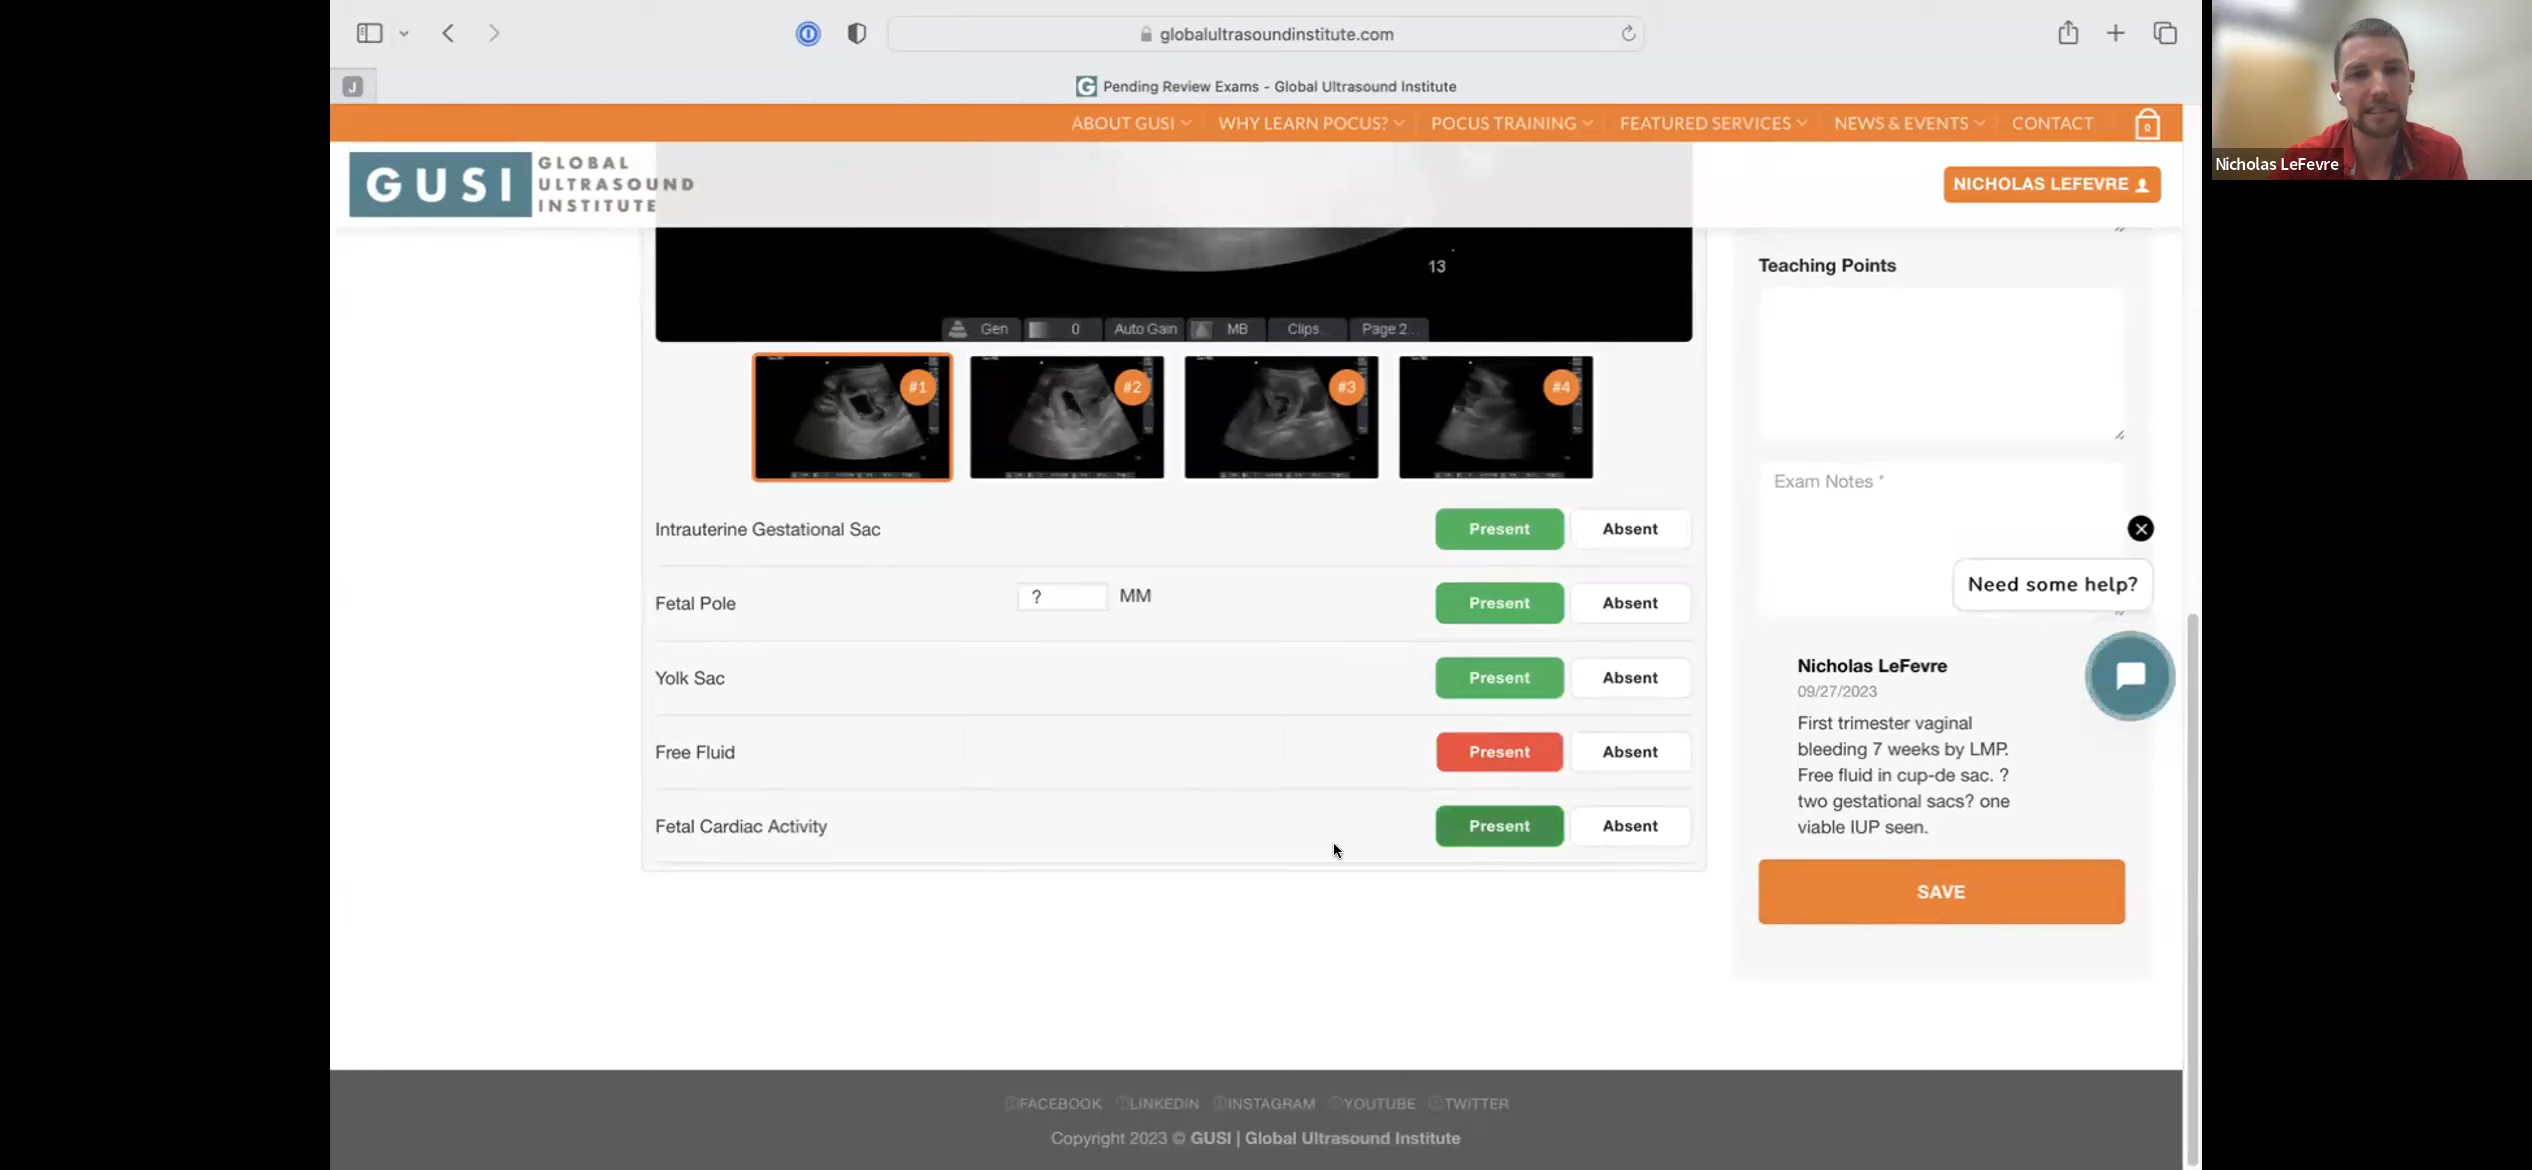 globalultrasoundinstitute.com
J
G Pending Review Exams - Global Ultrasound Institute
ABOUT GUSI
WHY LEARN POCUS?
POCUS TRAINING
FEATURED SERVICES
NEWS & EVENTS
CONTACT
0
Nicholas LeFevre
GUSI
GLOBAL
ULTRASOUND
INSTITUTE
NICHOLAS LEFEVRE
13
Gen
0
Auto Gain
MB
Clips..
Page 2...
#1
#2
#3
#4
Intrauterine Gestational Sac
Present
Absent
Fetal Pole
?
MM
Present
Absent
Yolk Sac
Present
Absent
Free Fluid
Present
Absent
Fetal Cardiac Activity
Present
Absent
Teaching Points
Exam Notes *
Need some help?
Nicholas LeFevre
09/27/2023
First trimester vaginal
bleeding 7 weeks by LMP.
Free fluid in cup-de sac. ?
two gestational sacs? one
viable IUP seen.
SAVE
FACEBOOK
LINKEDIN
INSTAGRAM
YOUTUBE
TWITTER
Copyright 2023 © GUSI | Global Ultrasound Institute